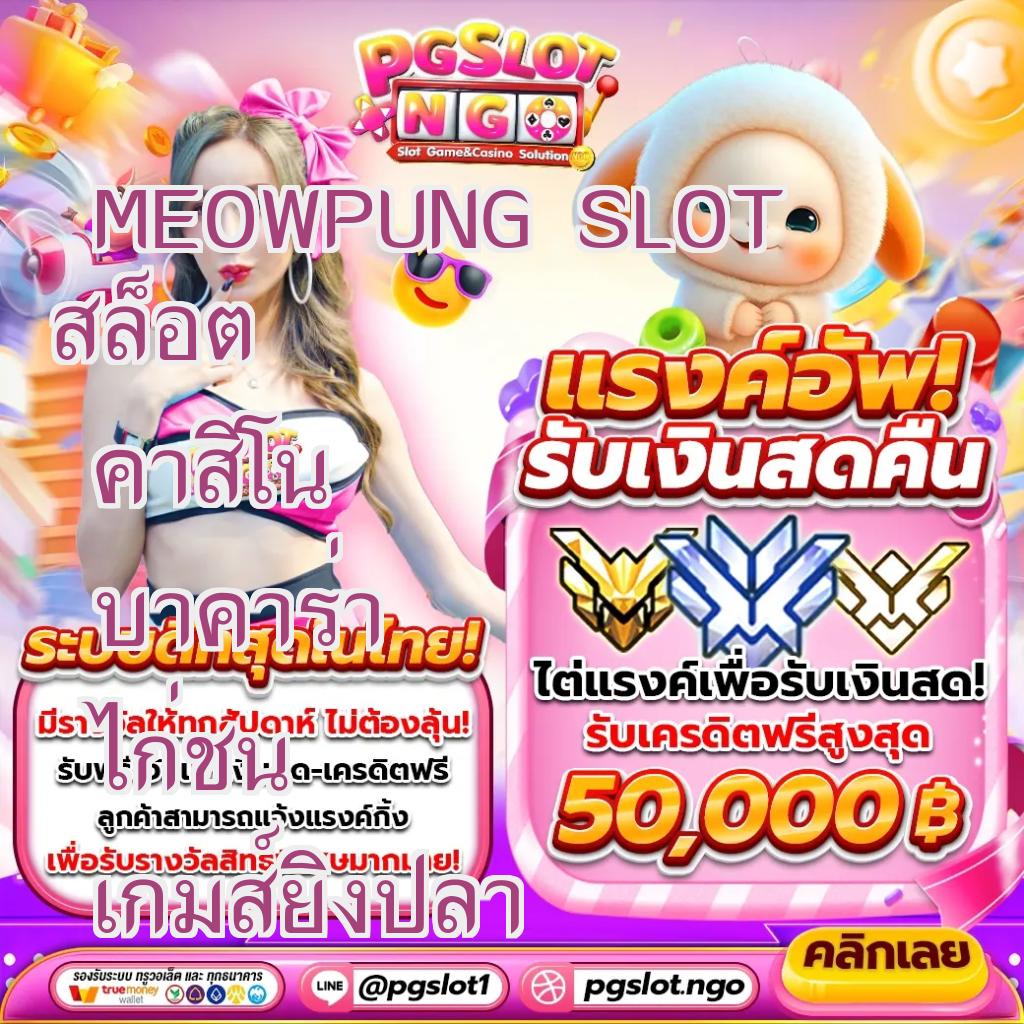 PGSLOT
NGO
Slot Game&Casino Solution
MEOWPUNG SLOT
สล็อต
คาสิโน
บาคาร่า
ไก่ชน
เกมส์ยิงปลา
แรงค์อัพ!
รับเงินสดคืน
ไต่แรงค์เพื่อรับเงินสด!
รับเครดิตฟรีสูงสุด
50,000 ฿
ไม่ต้องลุ้น!
ลูกค้าสามารถแจ้งแรงค์กิ้ง
คลิกเลย
รองรับระบบ ทรูวอเล็ต และ ทุกธนาคาร
truemoney
wallet
LINE @pgslot1
pgslot.ngo